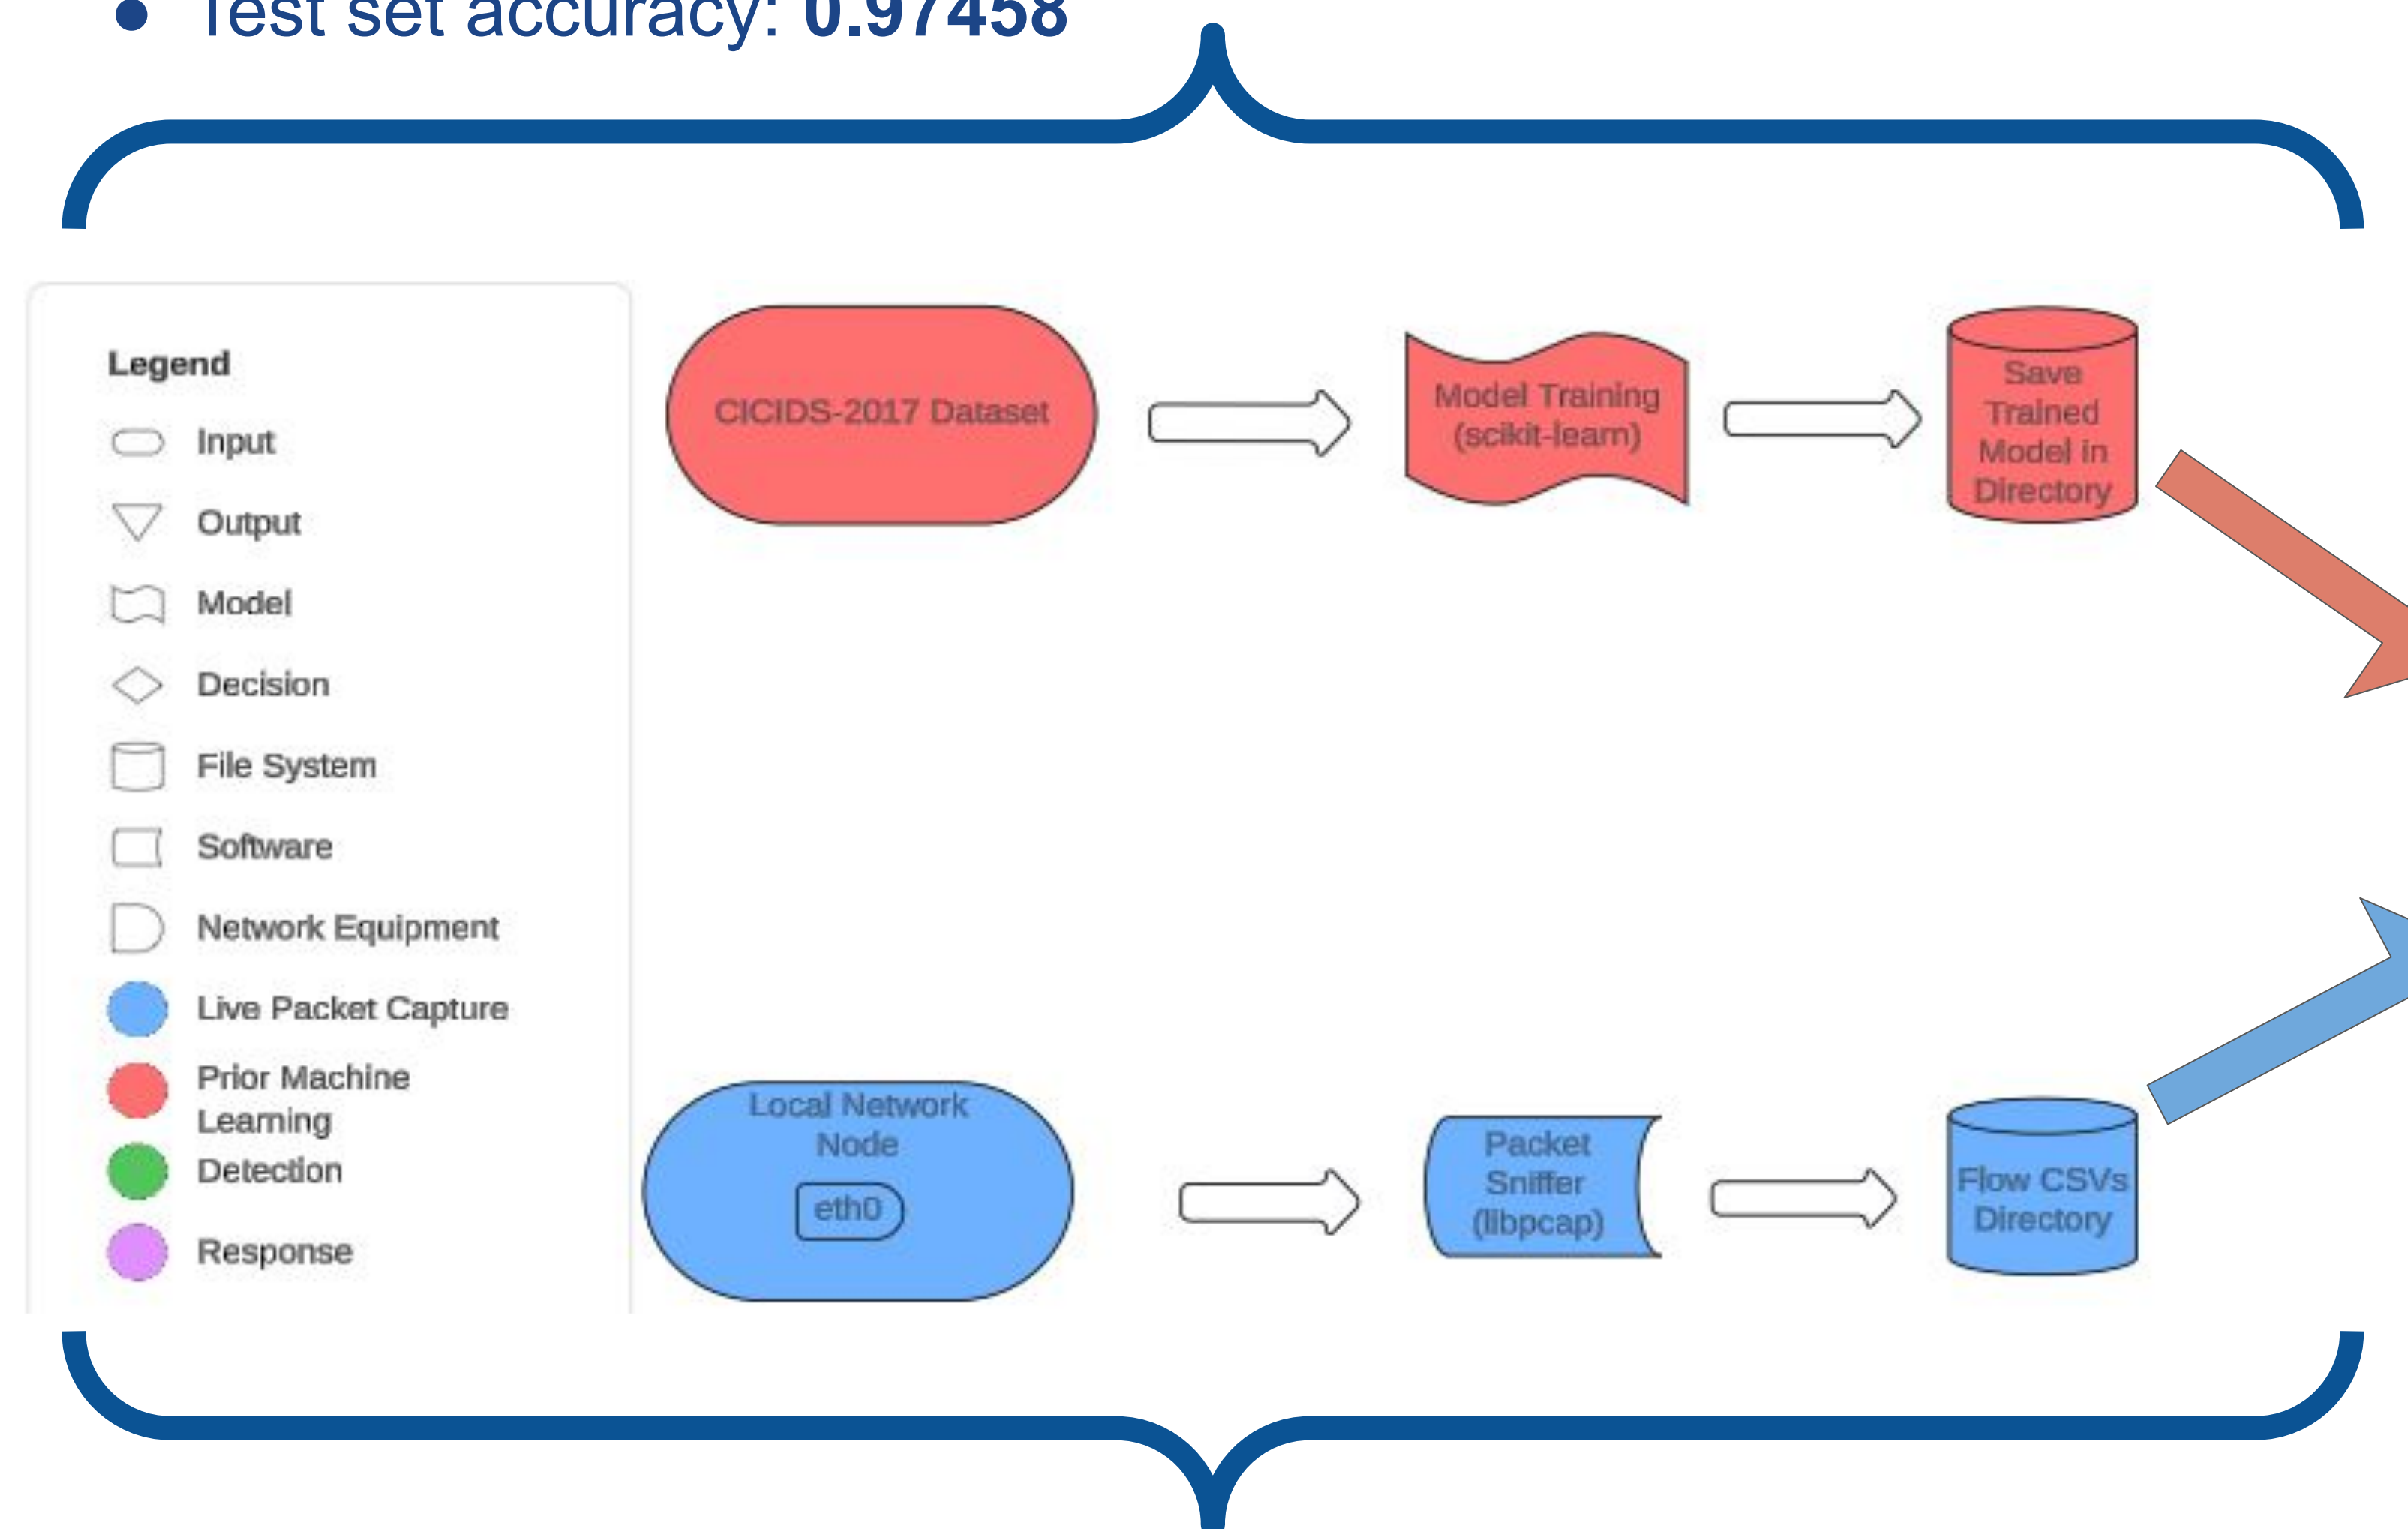 ● Test set accuracy: 0.97458
Legend
Input
Output
Model
Decision
File System
Software
Network Equipment
Live Packet Capture
Prior Machine
Learning
Detection
Response
CICIDS-2017 Dataset
Model Training
(scikit-learn)
Save
Trained
Model in
Directory
Local Network
Node
eth0
Packet
Sniffer
(libpcap)
Flow CSVs
Directory